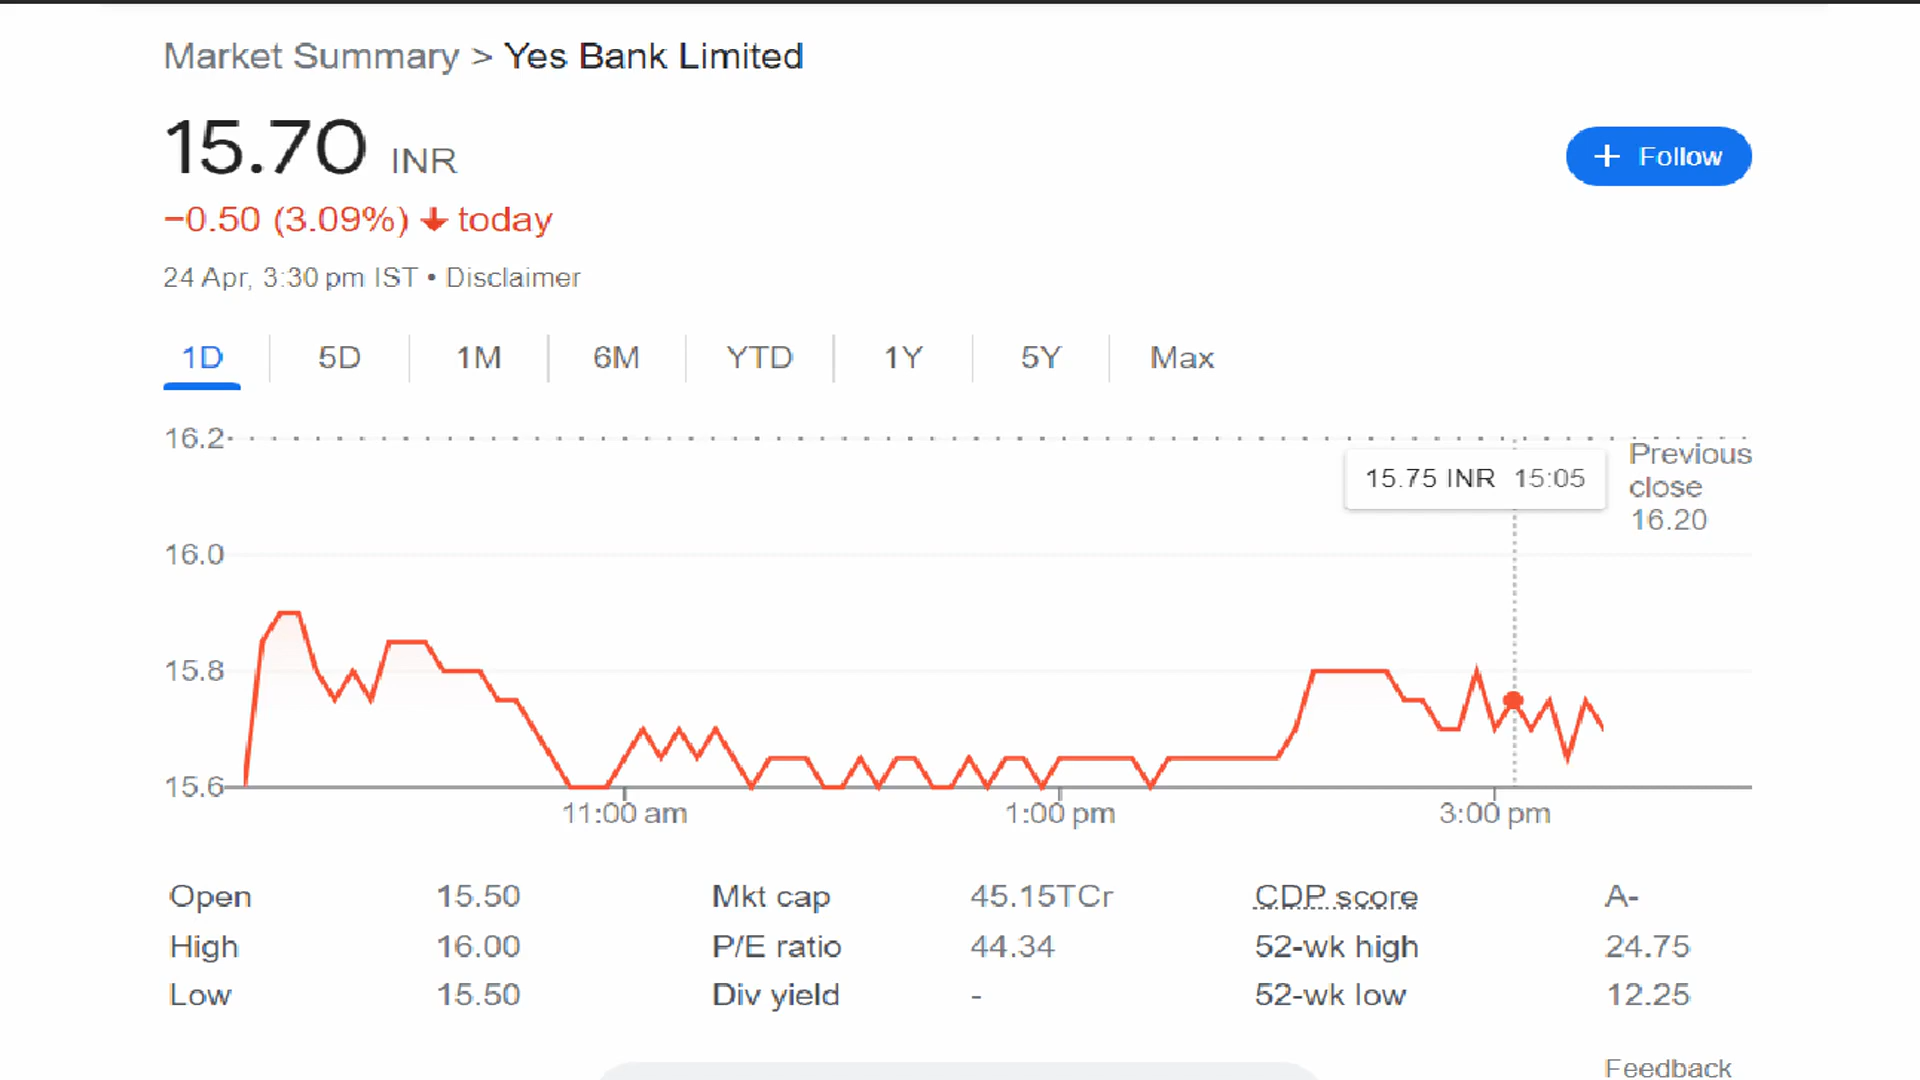 Market Summary > Yes Bank Limited
15.70 INR
+ Follow
−0.50 (3.09%) ↓ today
24 Apr, 3:30 pm IST • Disclaimer
1D 5D 1M 6M YTD 1Y 5Y Max
16.2
15.75 INR 15:05
Previous
close
16.20
16.0
15.8
15.6
11:00 am 1:00 pm 3:00 pm
Open 15.50 Mkt cap 45.15TCr CDP score A-
High 16.00 P/E ratio 44.34 52-wk high 24.75
Low 15.50 Div yield - 52-wk low 12.25
Feedback